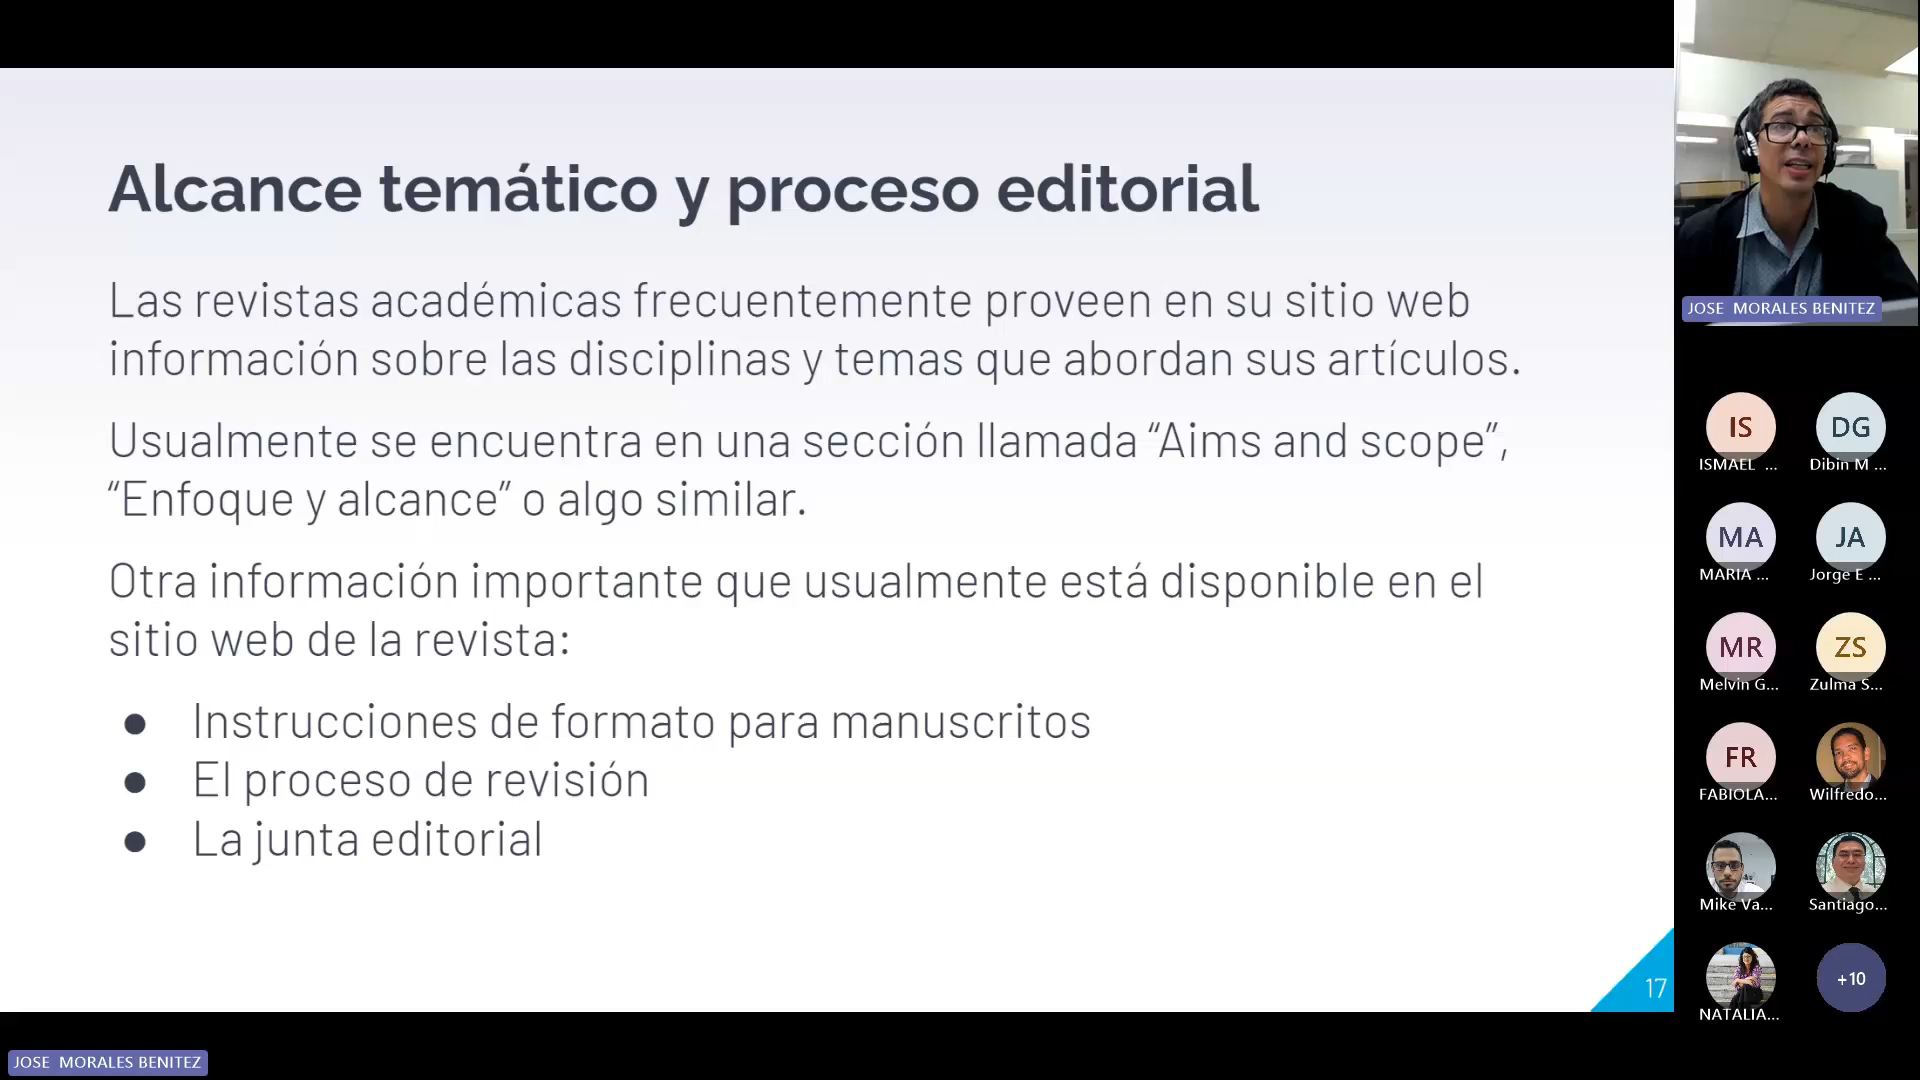 Alcance temático y proceso editorial
Las revistas académicas frecuentemente proveen en su sitio web
información sobre las disciplinas y temas que abordan sus artículos.
Usualmente se encuentra en una sección llamada “Aims and scope”,
“Enfoque y alcance” o algo similar.
Otra información importante que usualmente está disponible en el
sitio web de la revista:
● Instrucciones de formato para manuscritos
● El proceso de revisión
● La junta editorial
17
JOSE MORALES BENITEZ
IS
ISMAEL ...
DG
Dibin M ...
MA
MARIA ...
JA
Jorge E ...
MR
Melvin G...
ZS
Zulma S...
FR
FABIOLA...
Wilfredo...
Mike Va...
Santiago...
NATALIA...
+10
JOSE MORALES BENITEZ